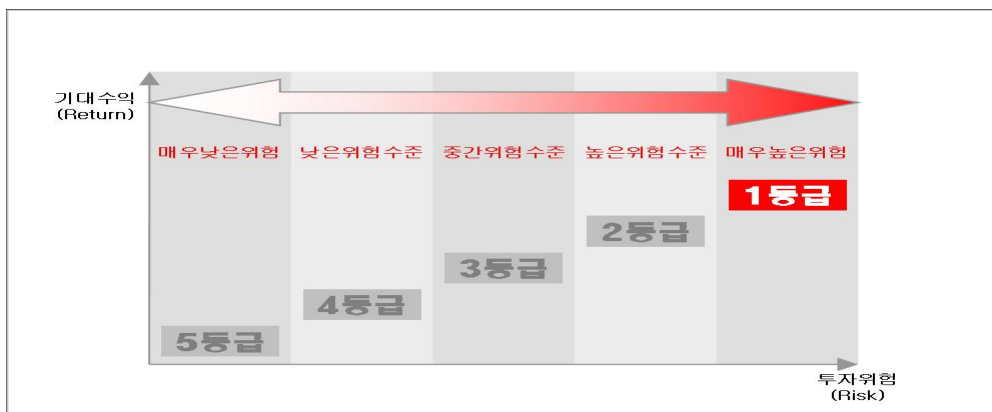 기대수익
(Return)
매우낮은위험 낮은위험수준 중간위험수준 높은위험수준 매우높은위험
1등급
2등급
3등급
4등급
5등급
투자위험
(Risk)